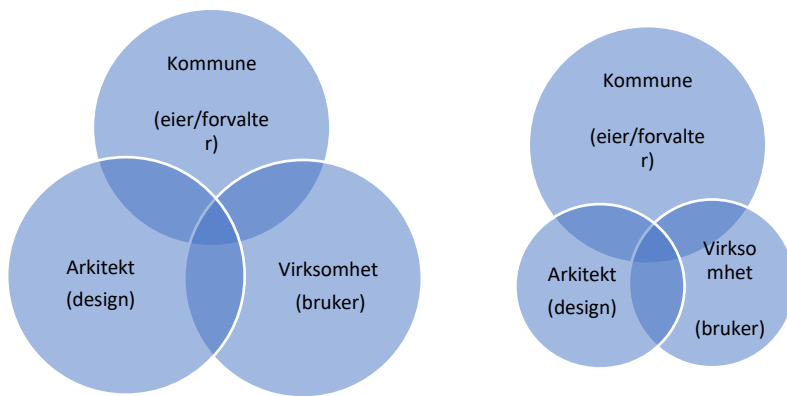 Kommune
(eier/forvalte
r)
Arkitekt
(design)
Virksomhet
(bruker)
Kommune
(eier/forvalte
r)
Arkitekt
(design)
Virkso
mhet
(bruker)